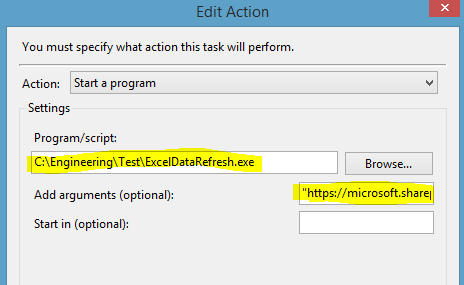 Edit Action
You must specify what action this task will perform.
Action: Start a program
Settings
Program/script:
C:\Engineering\Test\ExcelDataRefresh.exe
Browse...
Add arguments (optional): "https://microsoft.share
Start in (optional):